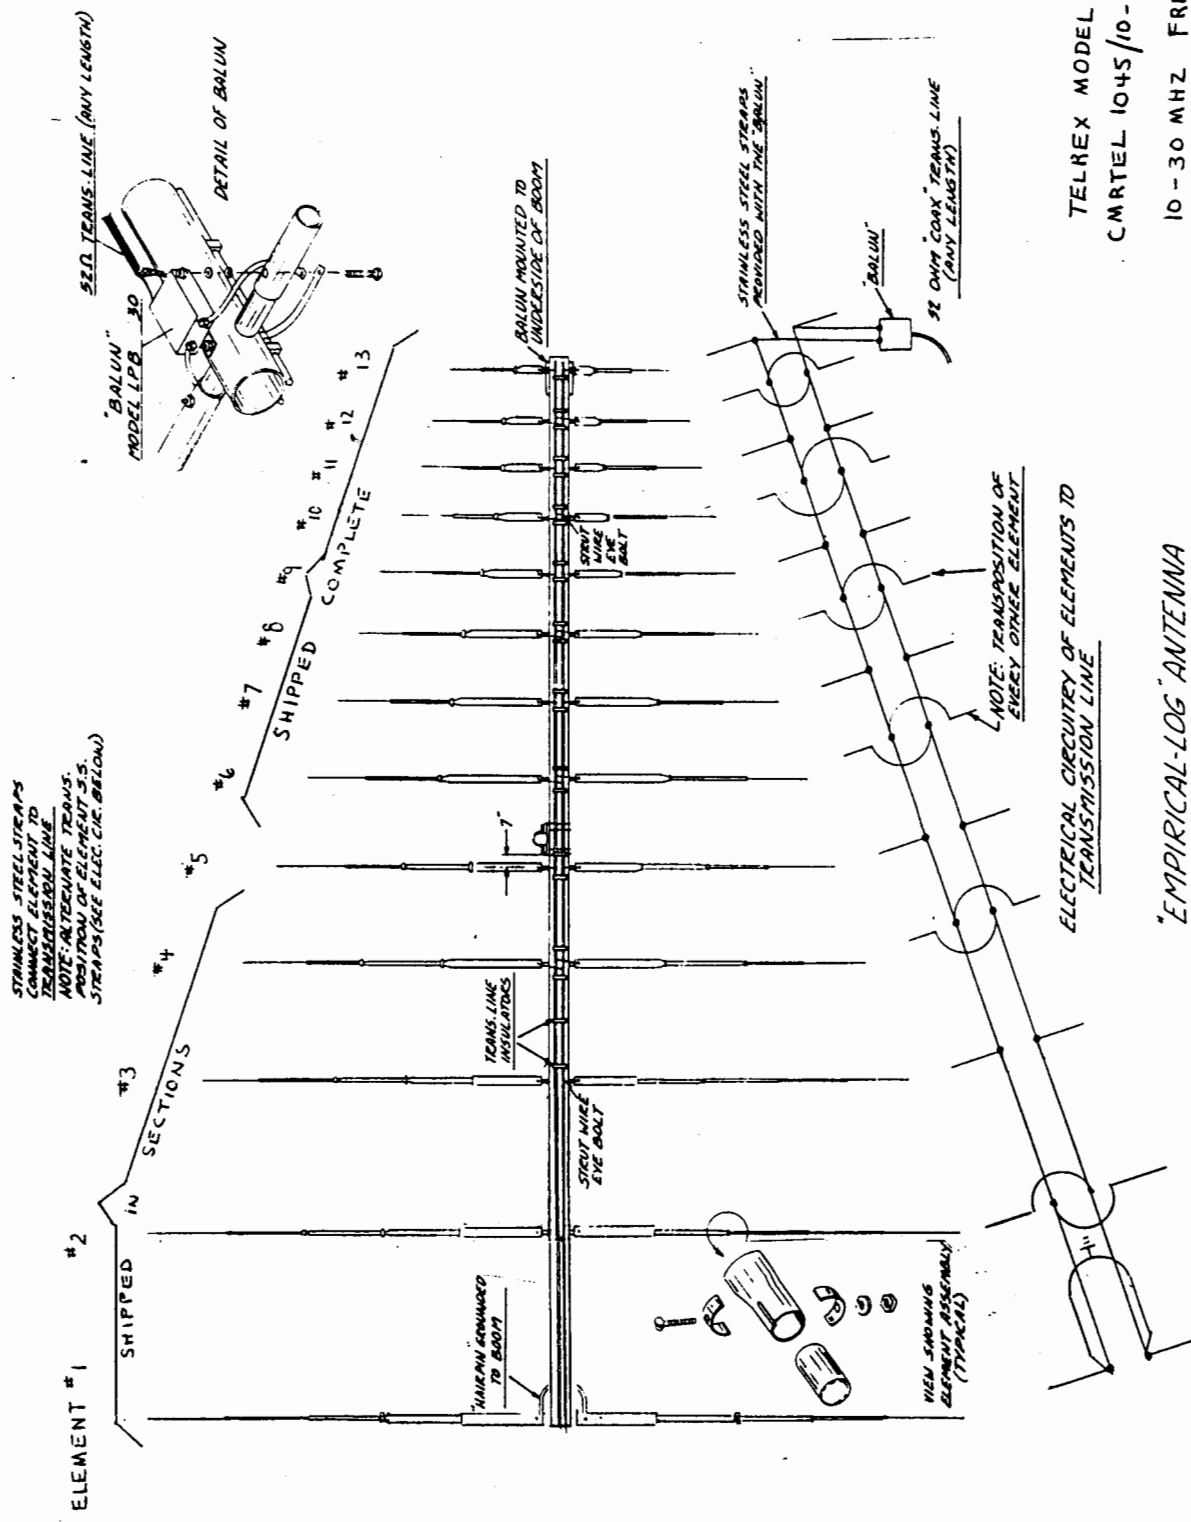 STAINLESS STEEL STRAPS
CONNECT ELEMENT TO
TRANSMISSION LINE
NOTE: ALTERNATE TRANS.
POSITION OF ELEMENT S.S.
STRAPS (SEE ELEC. CIR. BELOW)
ELEMENT #1
#2
#3
#4
#5
#6
#7
#8
#9
#10
#11
#12
#13
SHIPPED
IN
SECTIONS
SHIPPED
COMPLETE
52Ω TRANS. LINE (ANY LENGTH)
"BALUN"
MODEL LPB 30
DETAIL OF BALUN
BALUN MOUNTED TO
UNDERSIDE OF BOOM
"HAIRPIN GROUNDED
TO BOOM
TRANS. LINE
INSULATORS
7"
STRUT WIRE
EYE BOLT
STRUT
WIRE
EYE
BOLT
VIEW SHOWING
ELEMENT ASSEMBLY
(TYPICAL)
STAINLESS STEEL STRAPS
PROVIDED WITH THE "BALUN"
"BALUN"
52 OHM "COAX" TRANS. LINE
(ANY LENGTH)
NOTE: TRANSPOSITION OF
EVERY OTHER ELEMENT
ELECTRICAL CIRCUITRY OF ELEMENTS TO
TRANSMISSION LINE
"EMPIRICAL-LOG" ANTENNA
TELREX MODEL
CMRTEL 1045/10-
10-30 MHZ